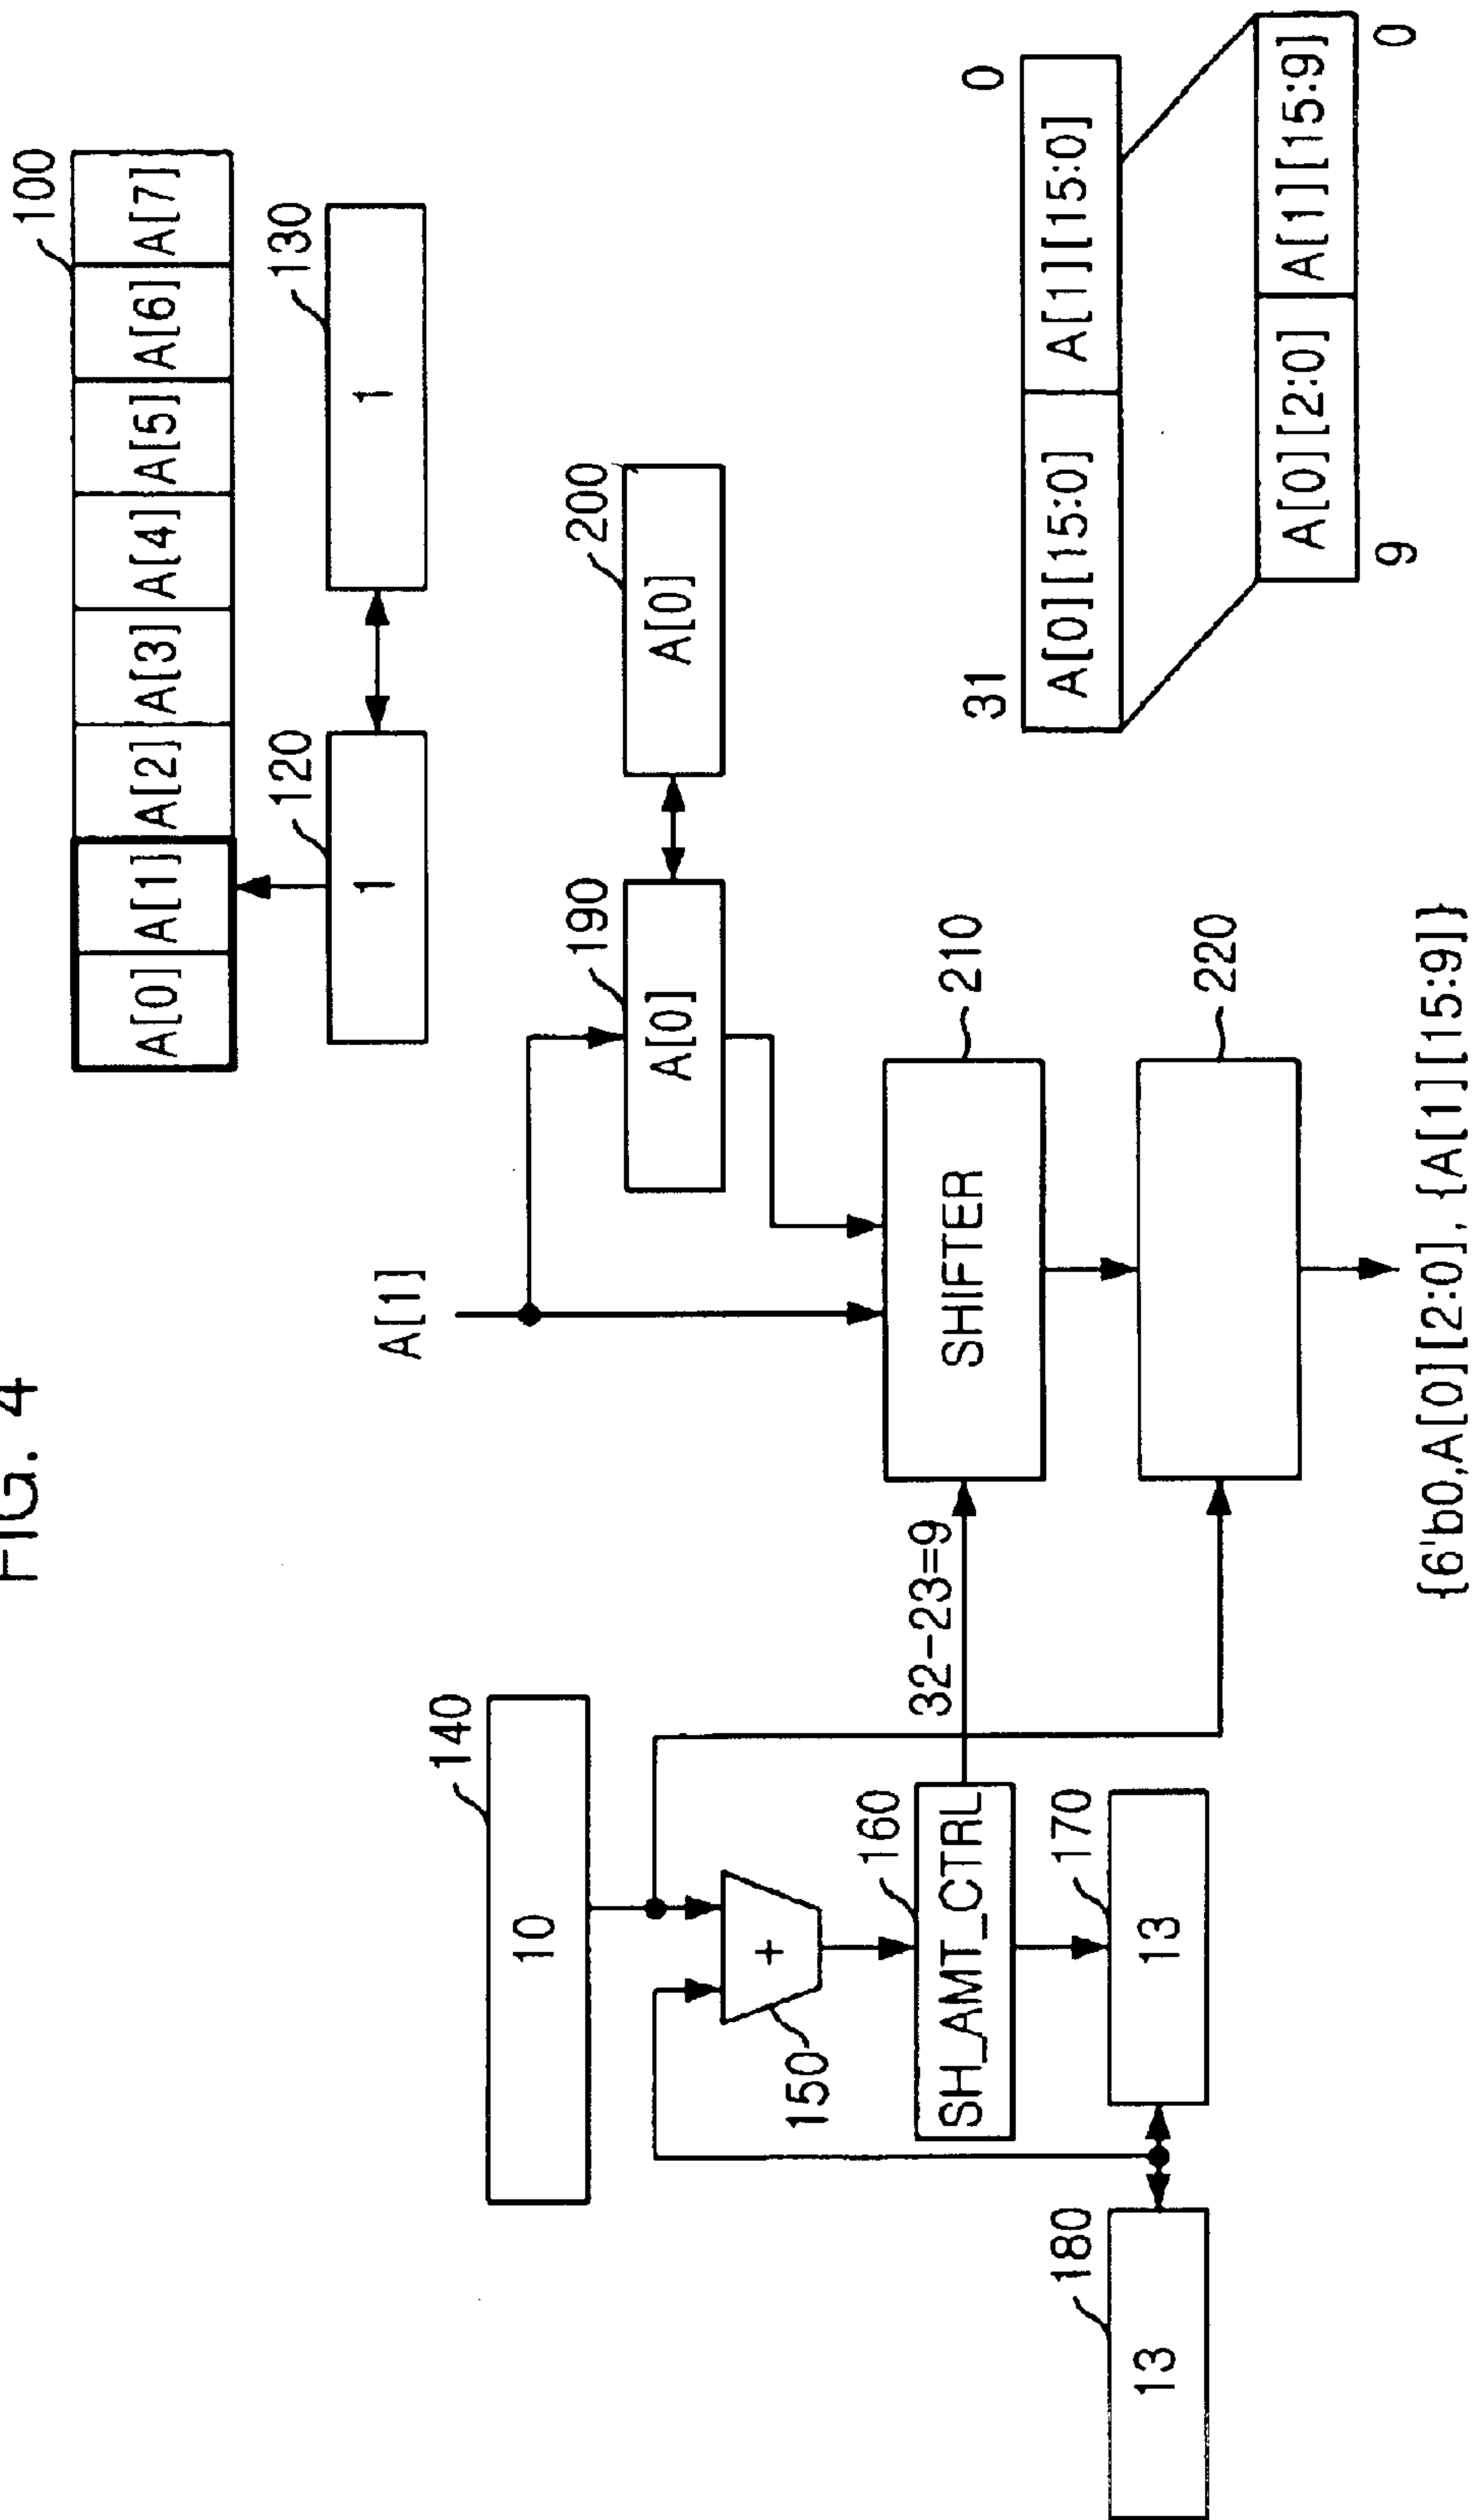 FIG. 4
100
A[0] A[1] A[2] A[3] A[4] A[5] A[6] A[7]
120
130
1
1
A[1]
190
200
A[0]
A[0]
140
10
150
+
160
SH_AMT_CTRL
32-23=9
SHIFTER
210
170
13
180
13
220
{6'b0,A[0][2:0], {A[1][15:9]}
31
0
A[0][15:0] A[1][15:0]
A[0][2:0] A[1][15:9]
9
0